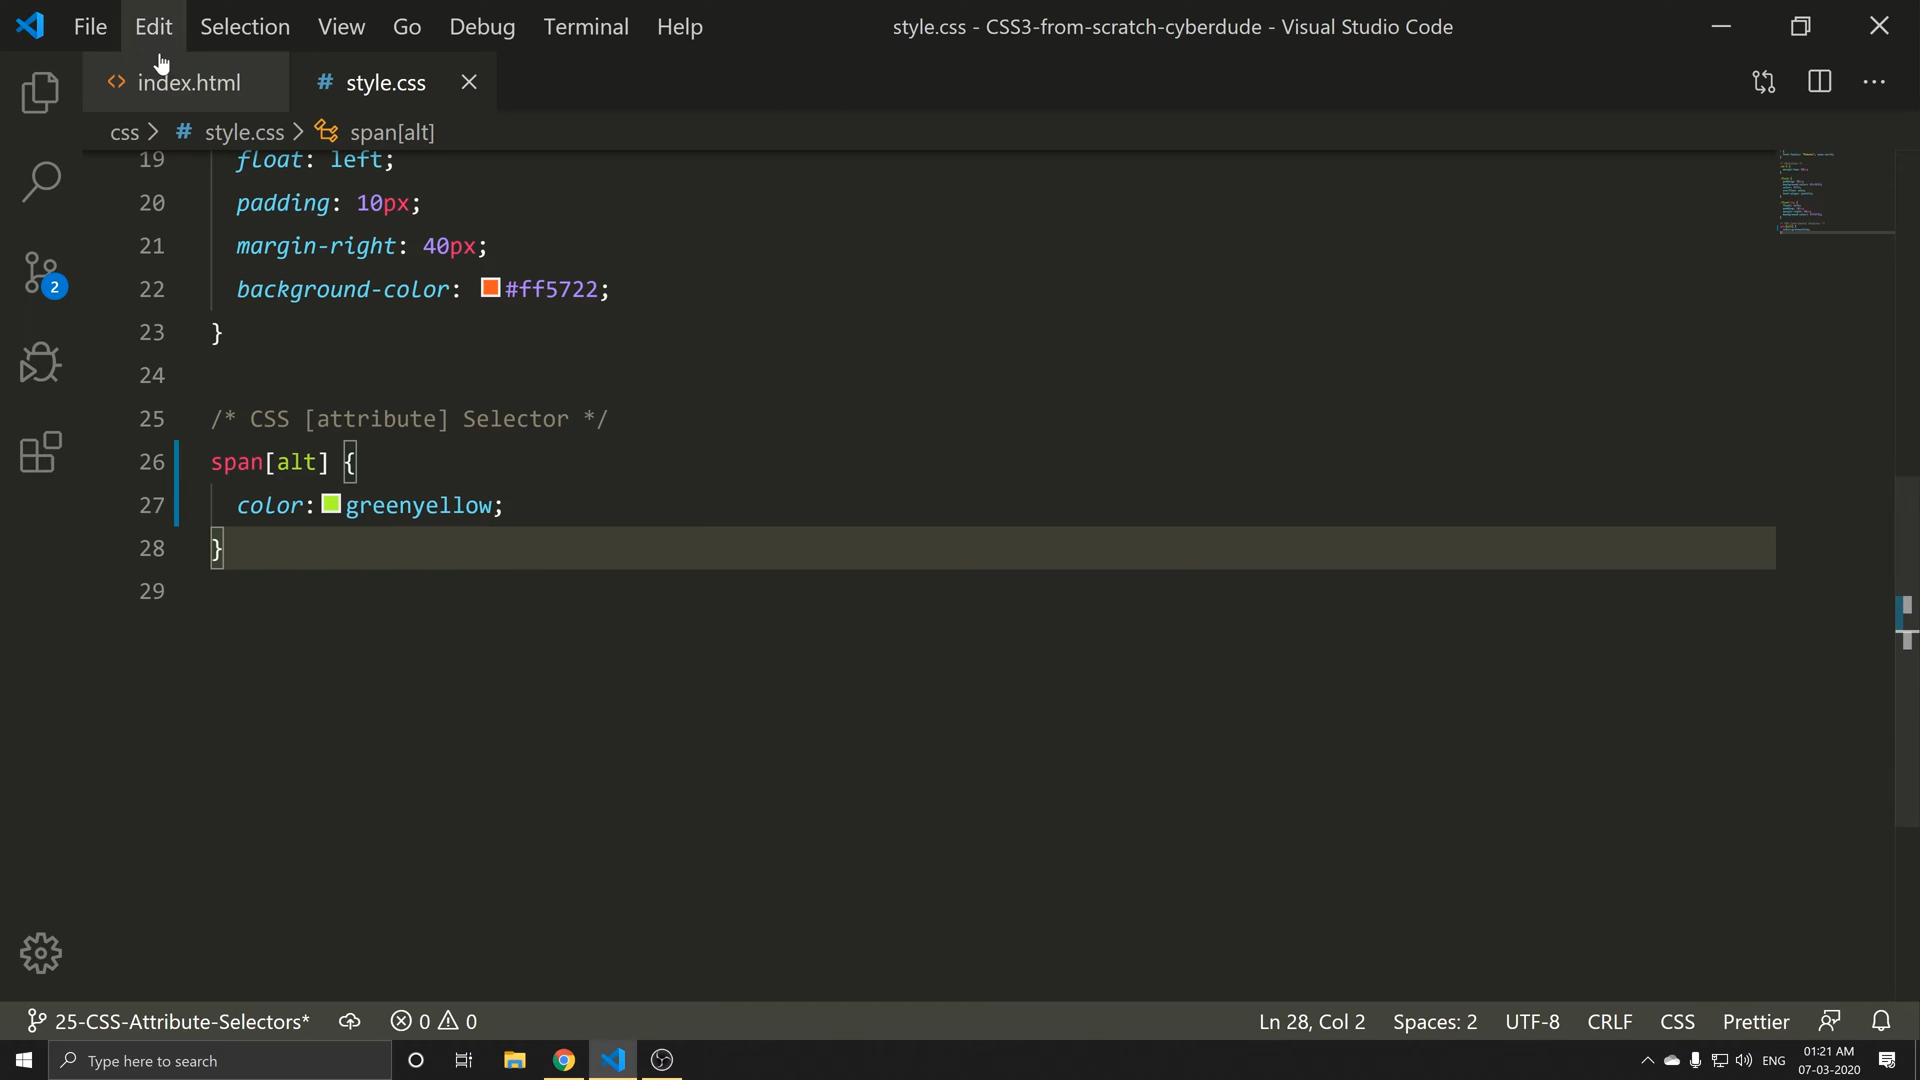 File Edit Selection View Go Debug Terminal Help style.css - CSS3-from-scratch-cyberdude - Visual Studio Code
<> index.html # style.css
css > # style.css > span[alt]
19 float: left;
20 padding: 10px;
21 margin-right: 40px;
22 background-color: #ff5722;
23 }
24
25 /* CSS [attribute] Selector */
26 span[alt] {
27 color: greenyellow;
28 }
29
2
25-CSS-Attribute-Selectors* 0 0 Ln 28, Col 2 Spaces: 2 UTF-8 CRLF CSS Prettier
Type here to search ENG 01:21 AM
07-03-2020